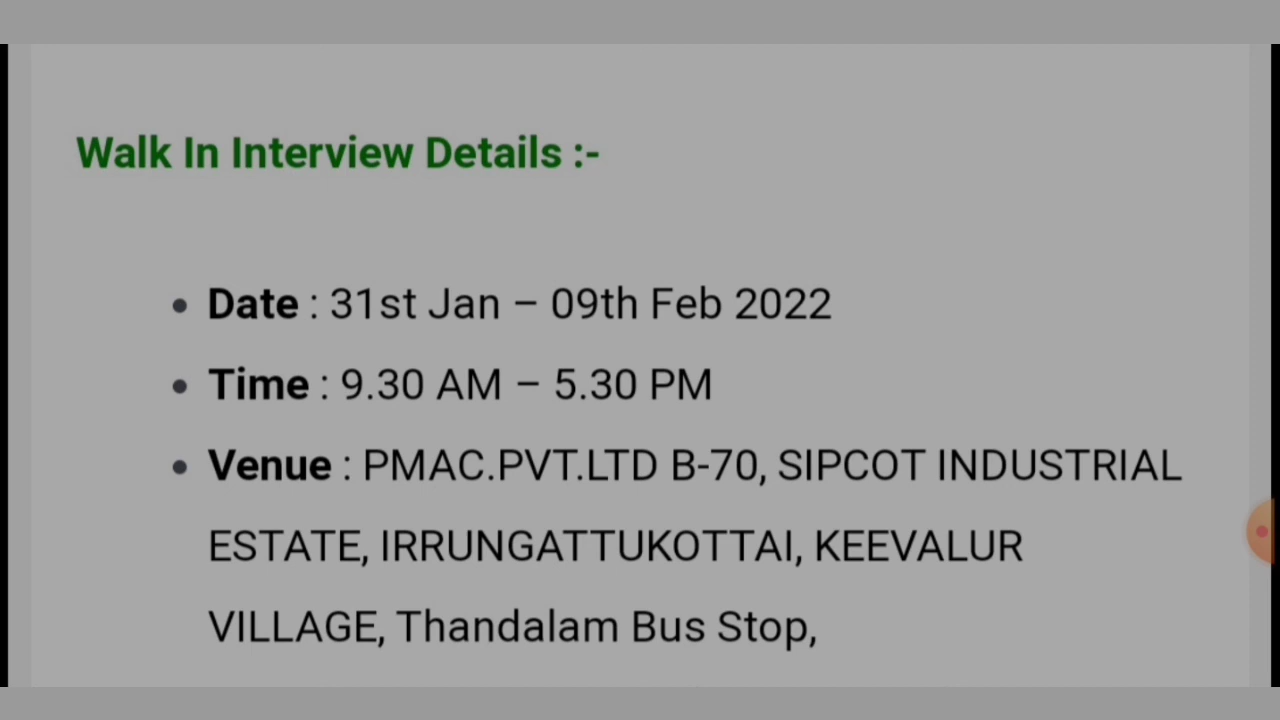 Walk In Interview Details :-
• Date : 31st Jan – 09th Feb 2022
• Time : 9.30 AM – 5.30 PM
• Venue : PMAC.PVT.LTD B-70, SIPCOT INDUSTRIAL
ESTATE, IRRUNGATTUKOTTAI, KEEVALUR
VILLAGE, Thandalam Bus Stop,